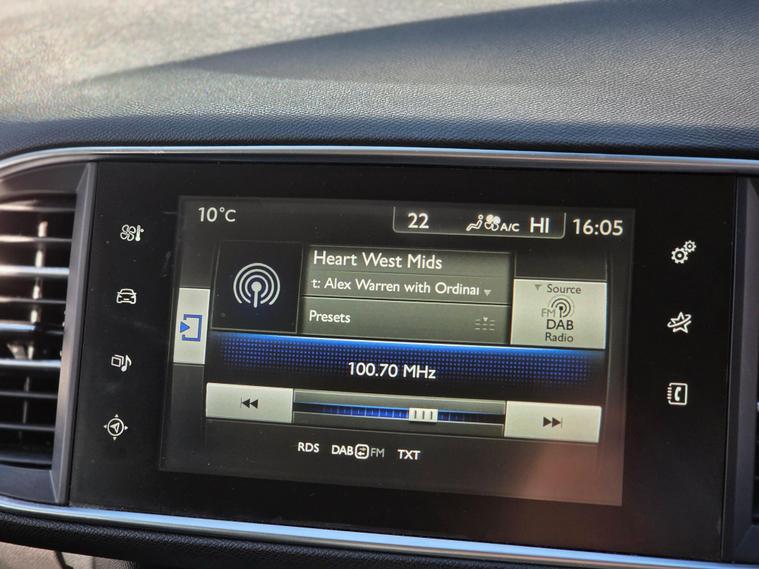 10°C
22 A/C HI 16:05
Heart West Mids
t: Alex Warren with Ordinar
Presets
Source
FM
DAB
Radio
100.70 MHz
RDS DAB FM TXT